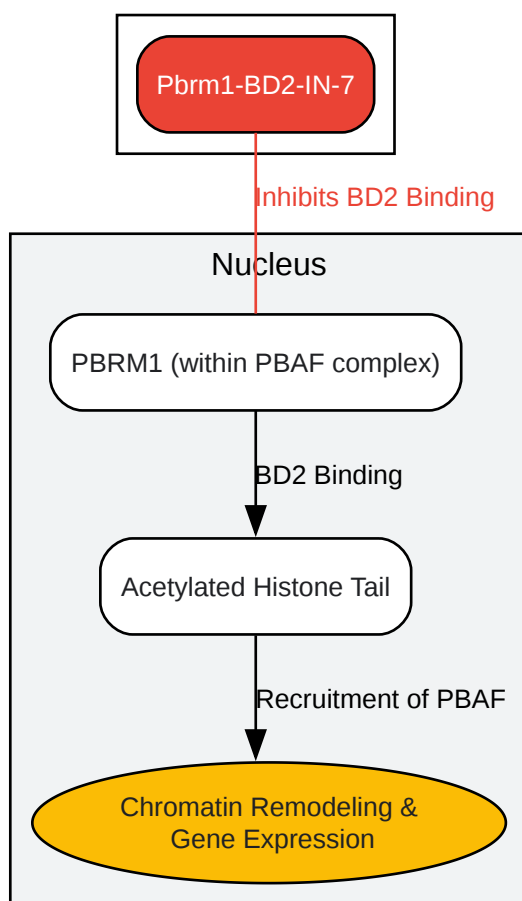 Pbrm1-BD2-IN-7
Inhibits BD2 Binding
Nucleus
PBRM1 (within PBAF complex)
BD2 Binding
Acetylated Histone Tail
Recruitment of PBAF
Chromatin Remodeling &
Gene Expression